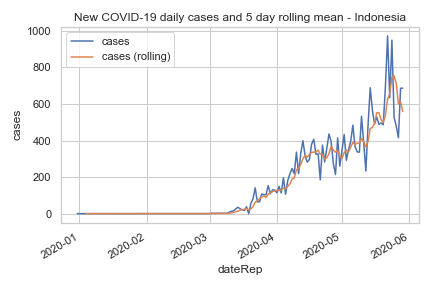 New COVID-19 daily cases and 5 day rolling mean - Indonesia
cases
cases (rolling)
1000
800
600
400
200
0
cases
2020-01
2020-02
2020-03
2020-04
2020-05
2020-06
dateRep